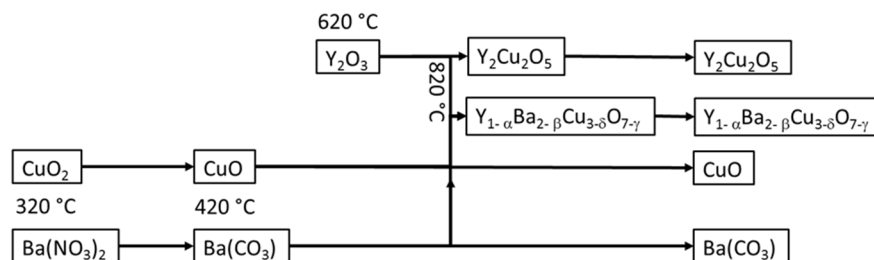 620 °C
Y₂O₃
820 °C
Y₂Cu₂O₅
Y₂Cu₂O₅
Y₁₋αBa₂₋βCu₃₋δO₇₋γ
Y₁₋αBa₂₋βCu₃₋δO₇₋γ
CuO₂
CuO
CuO
320 °C
420 °C
Ba(NO₃)₂
Ba(CO₃)
Ba(CO₃)